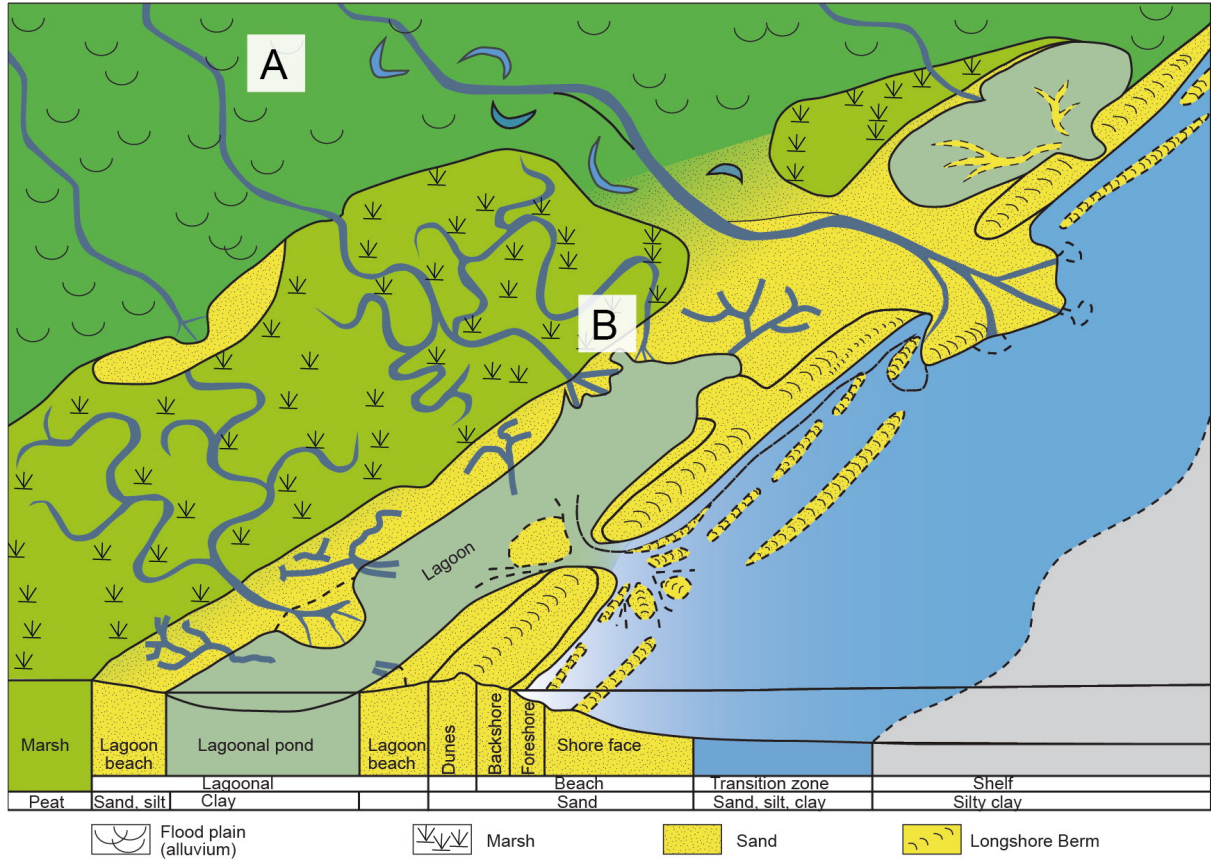 A
B
Lagoon
Marsh
Lagoon
beach
Lagoonal pond
Lagoon
beach
Dunes
Backshore
Foreshore
Shore face
Lagoonal
Beach
Transition zone
Shelf
Peat
Sand, silt
Clay
Sand
Sand, silt, clay
Silty clay
Flood plain
(alluvium)
Marsh
Sand
Longshore Berm